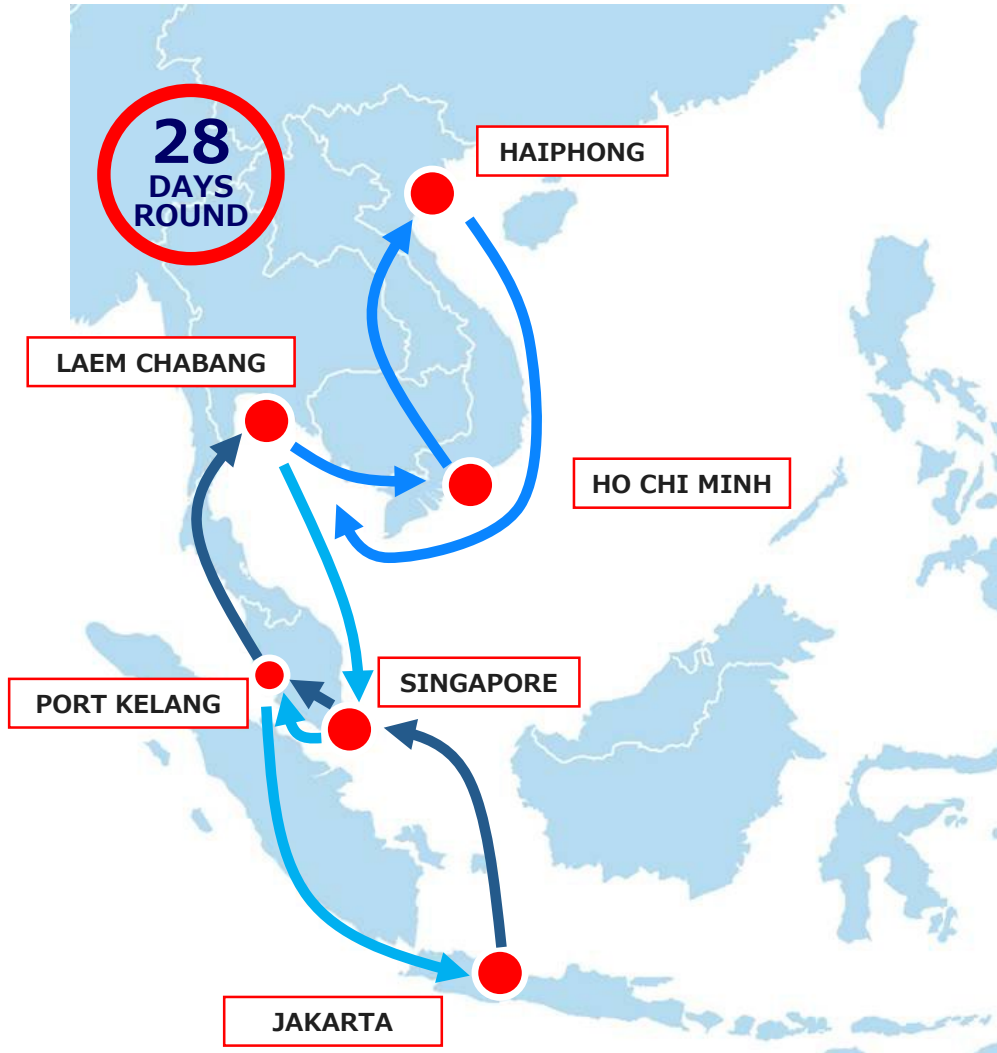 28
DAYS
ROUND
HAIPHONG
LAEM CHABANG
HO CHI MINH
SINGAPORE
PORT KELANG
JAKARTA